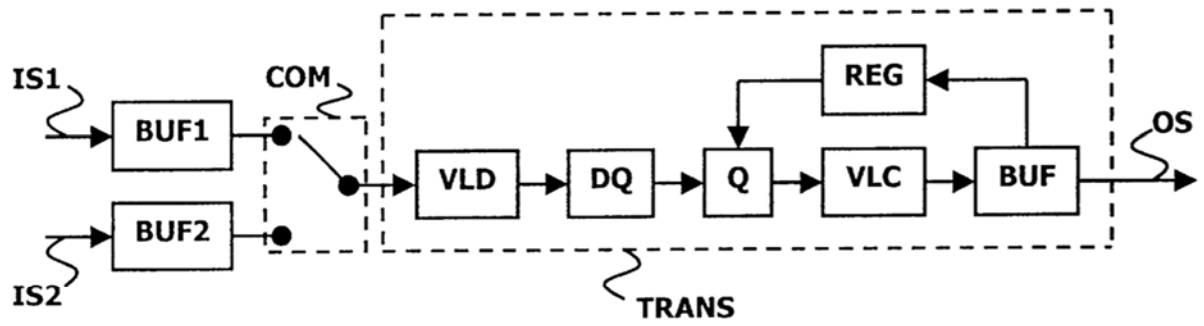 IS1
COM
REG
OS
BUF1
VLD
DQ
Q
VLC
BUF
BUF2
IS2
TRANS